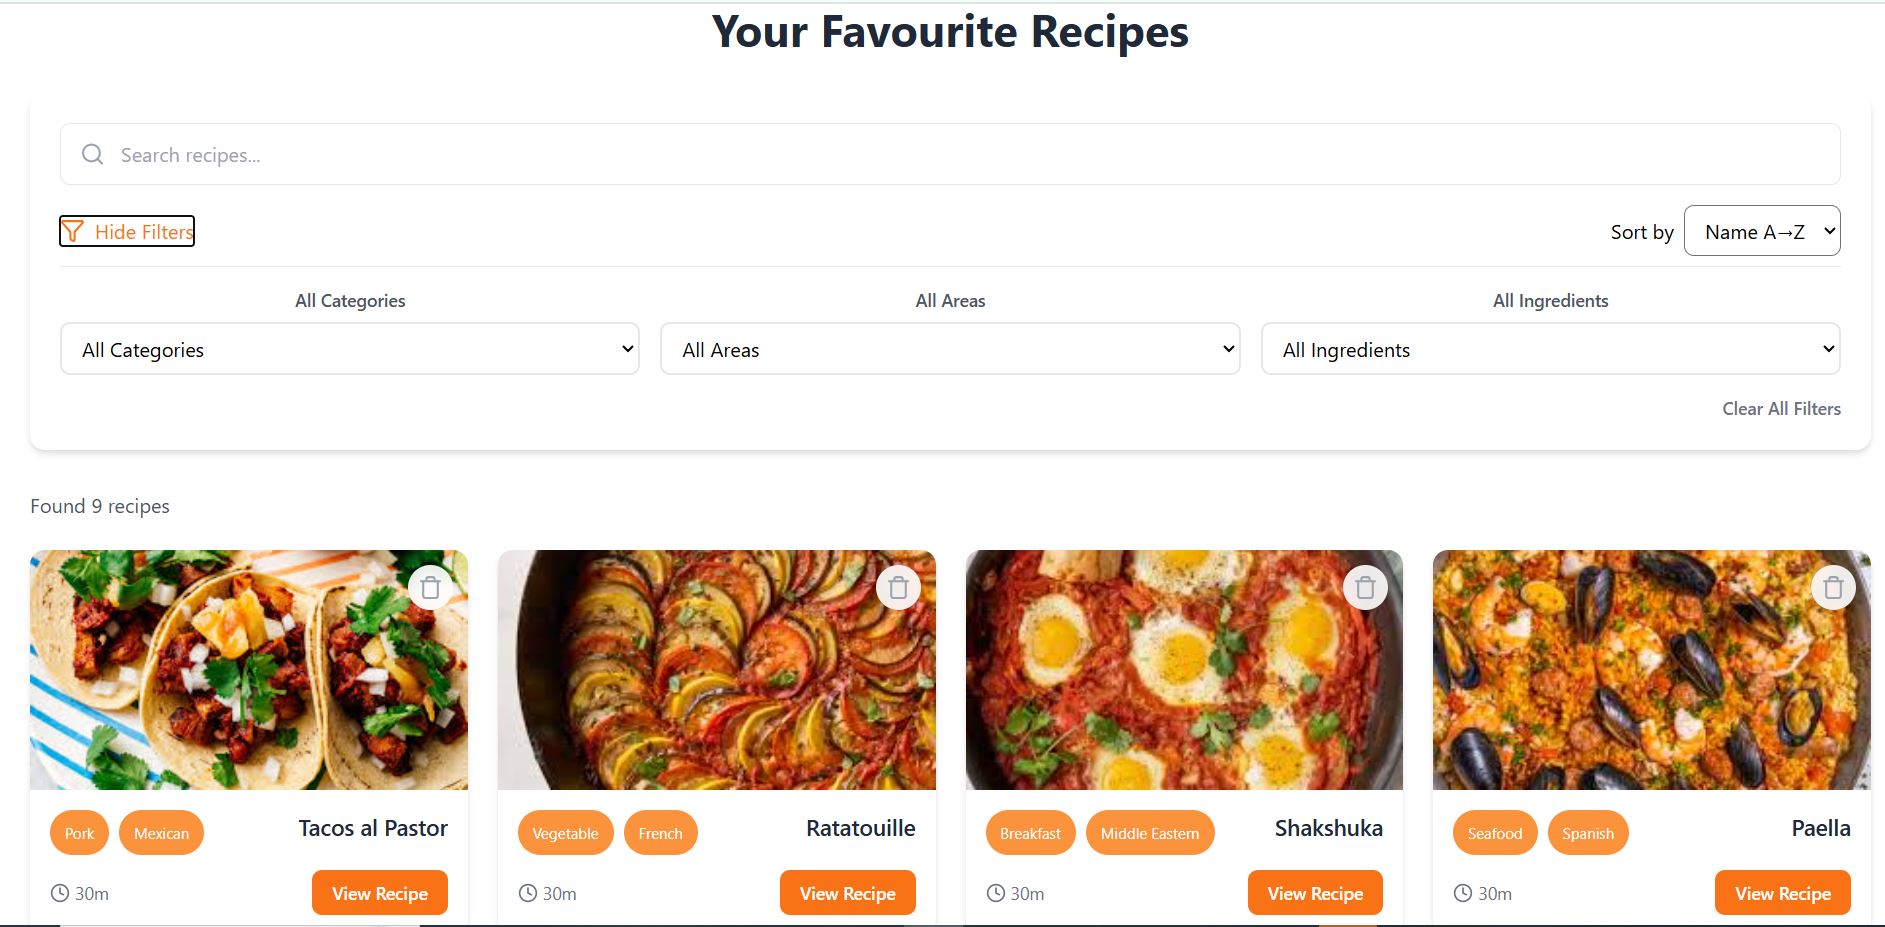 Your Favourite Recipes
Search recipes...
Hide Filters
Sort by
Name A→Z
All Categories
All Areas
All Ingredients
All Categories
All Areas
All Ingredients
Clear All Filters
Found 9 recipes
Pork
Mexican
Tacos al Pastor
30m
View Recipe
Vegetable
French
Ratatouille
30m
View Recipe
Breakfast
Middle Eastern
Shakshuka
30m
View Recipe
Seafood
Spanish
Paella
30m
View Recipe